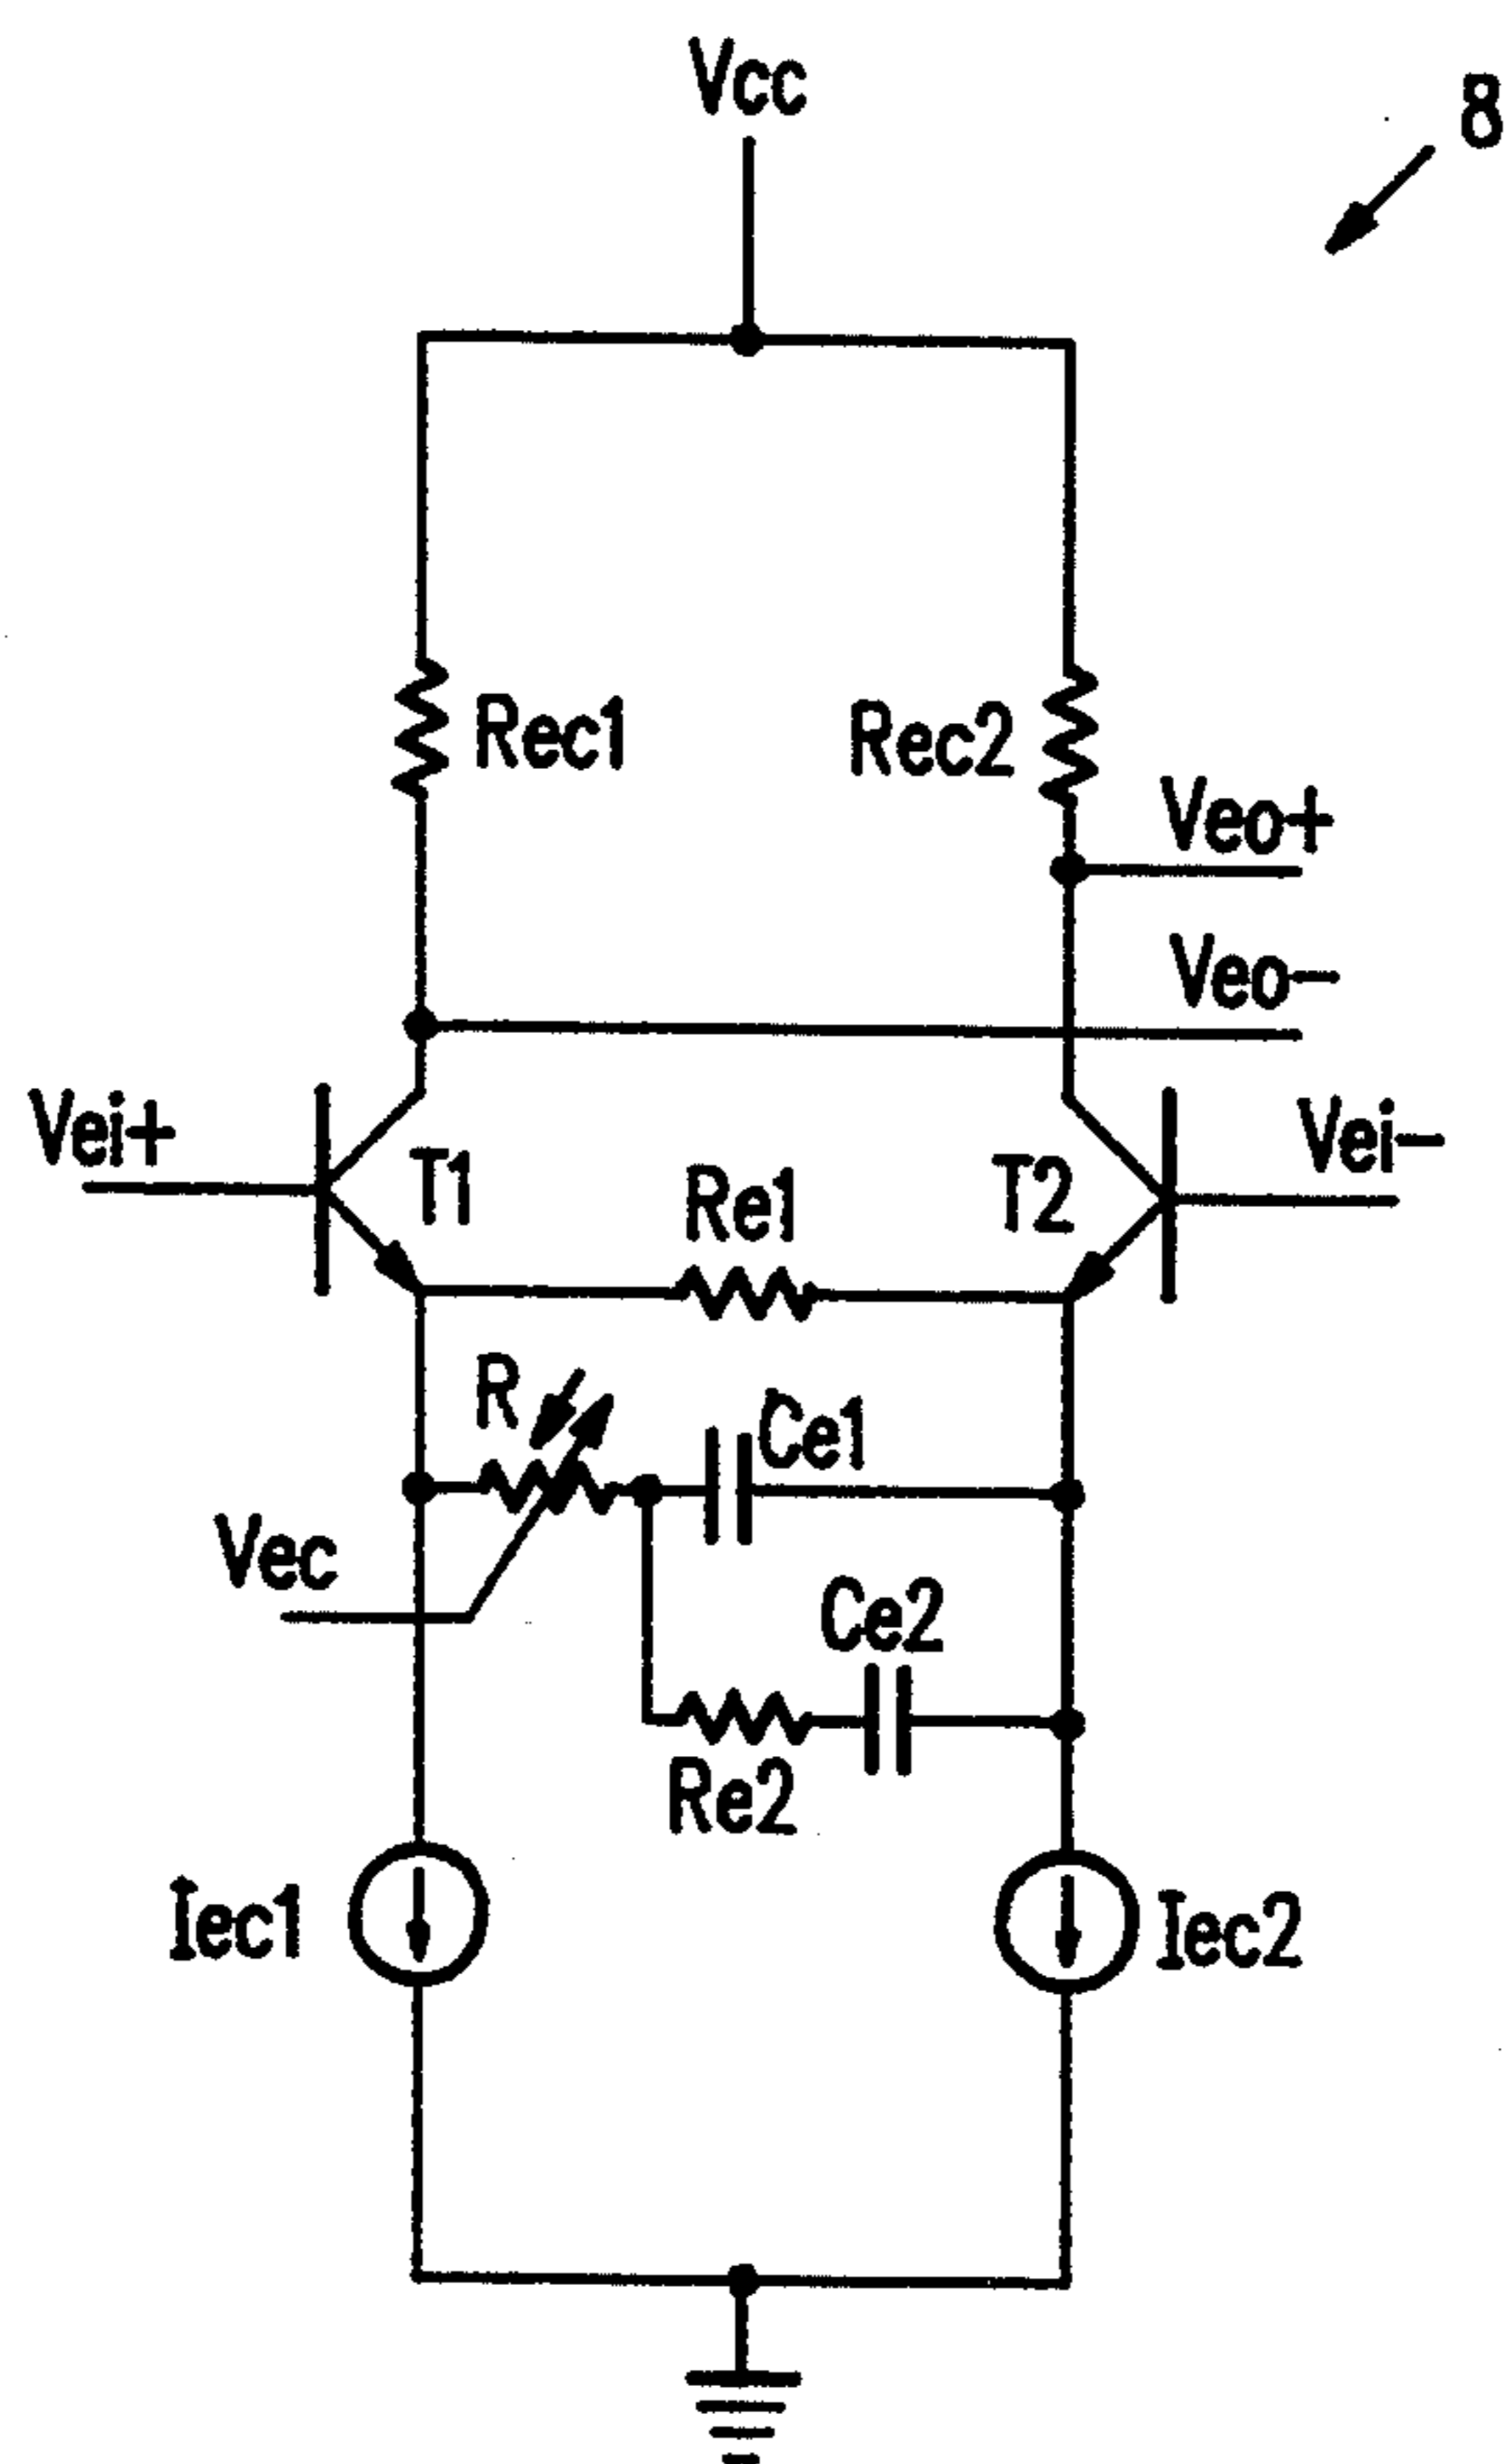 Vcc
8
Rec1
Rec2
Veo+
Veo-
Vei+
T1
Re1
T2
Vei-
R
Ce1
Vec
Ce2
Re2
Iec1
Iec2